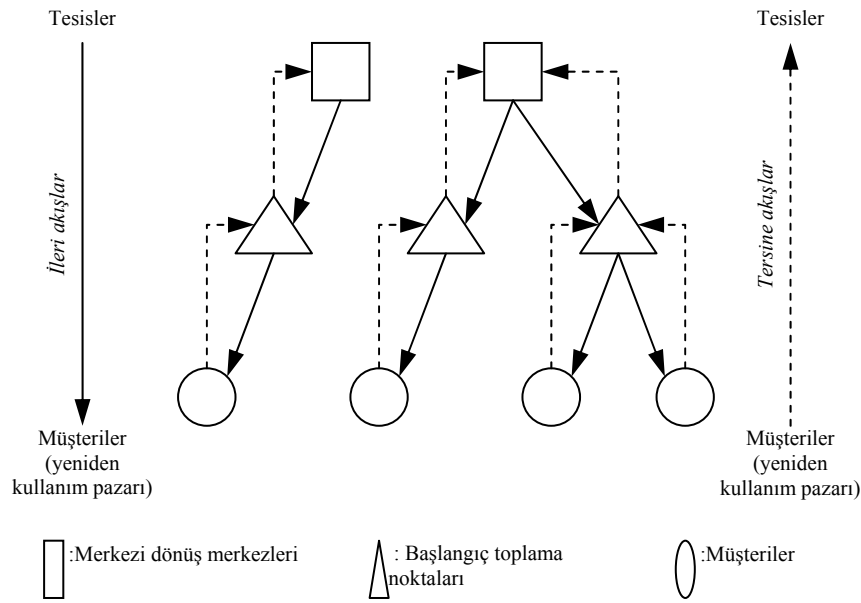 Tesisler
Tesisler
İleri akışlar
Tersine akışlar
Müşteriler
(yeniden
kullanım pazarı)
Müşteriler
(yeniden
kullanım pazarı)
:Merkezi dönüş merkezleri
: Başlangıç toplama
noktaları
:Müşteriler